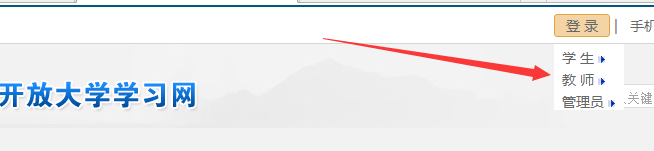 登 录 | 手机
学 生
教 师
管理员
关键
开放大学学习网